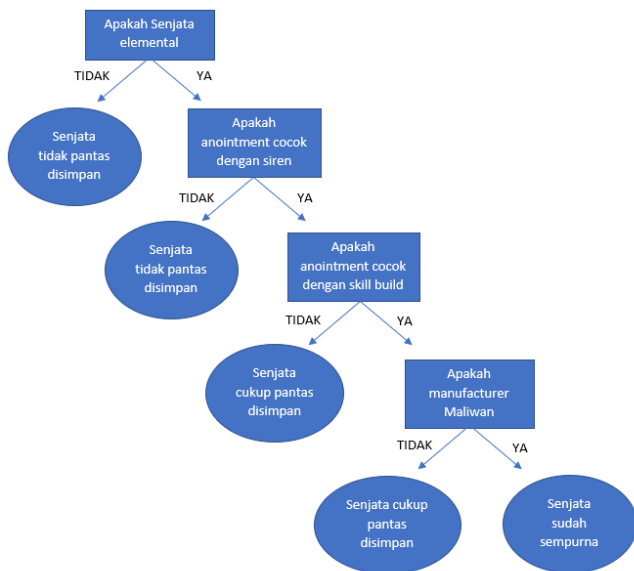 Apakah Senjata
elemental
TIDAK
YA
Senjata
tidak pantas
disimpan
Apakah
anointment cocok
dengan siren
TIDAK
YA
Senjata
tidak pantas
disimpan
Apakah
anointment cocok
dengan skill build
TIDAK
YA
Senjata
cukup pantas
disimpan
Apakah
manufacturer
Maliwan
TIDAK
YA
Senjata cukup
pantas
disimpan
Senjata
sudah
sempurna